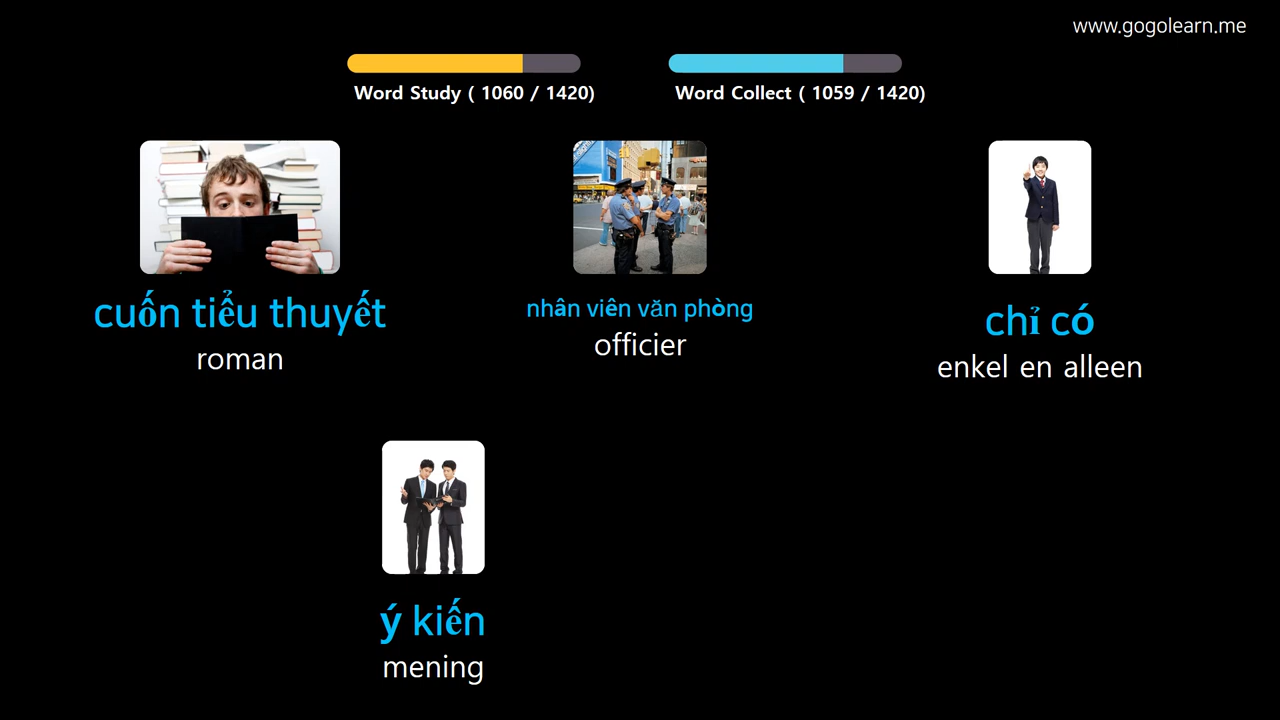 www.gogolearn.me
Word Study ( 1060 / 1420)
Word Collect ( 1059 / 1420)
cuốn tiểu thuyết
roman
nhân viên văn phòng
officier
chỉ có
enkel en alleen
ý kiến
mening